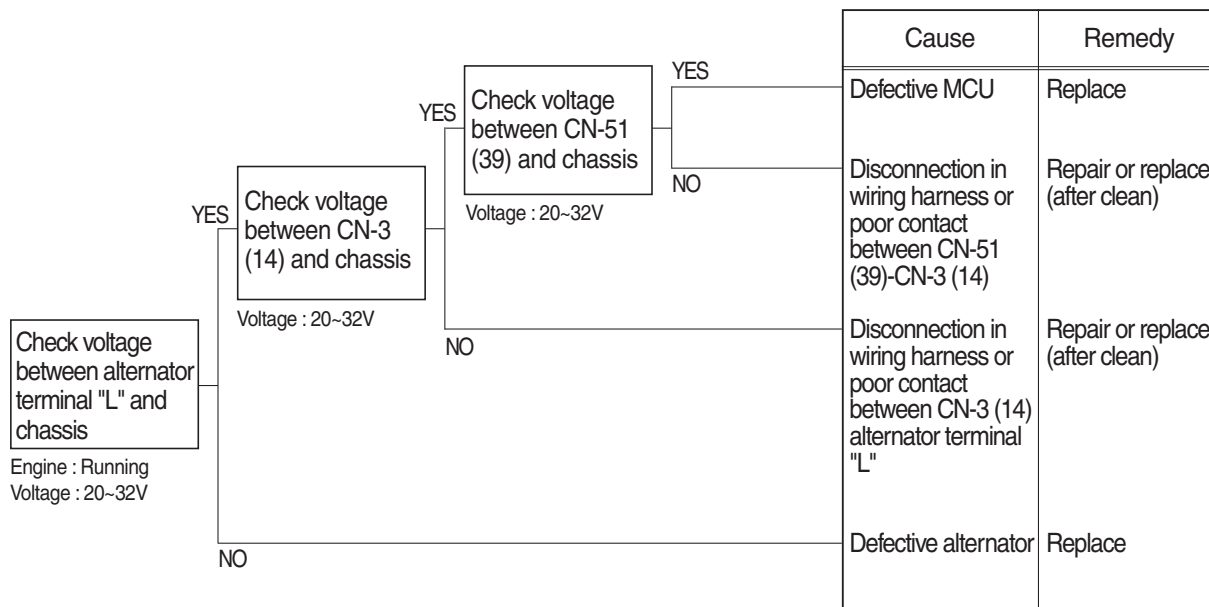 Check voltage
between alternator
terminal "L" and
chassis
Engine : Running
Voltage : 20~32V
YES
NO
Check voltage
between CN-3
(14) and chassis
Voltage : 20~32V
YES
NO
Check voltage
between CN-51
(39) and chassis
Voltage : 20~32V
YES
NO
Cause
Remedy
Defective MCU
Replace
Disconnection in
wiring harness or
poor contact
between CN-51
(39)-CN-3 (14)
Repair or replace
(after clean)
Disconnection in
wiring harness or
poor contact
between CN-3 (14)
alternator terminal
"L"
Repair or replace
(after clean)
Defective alternator
Replace